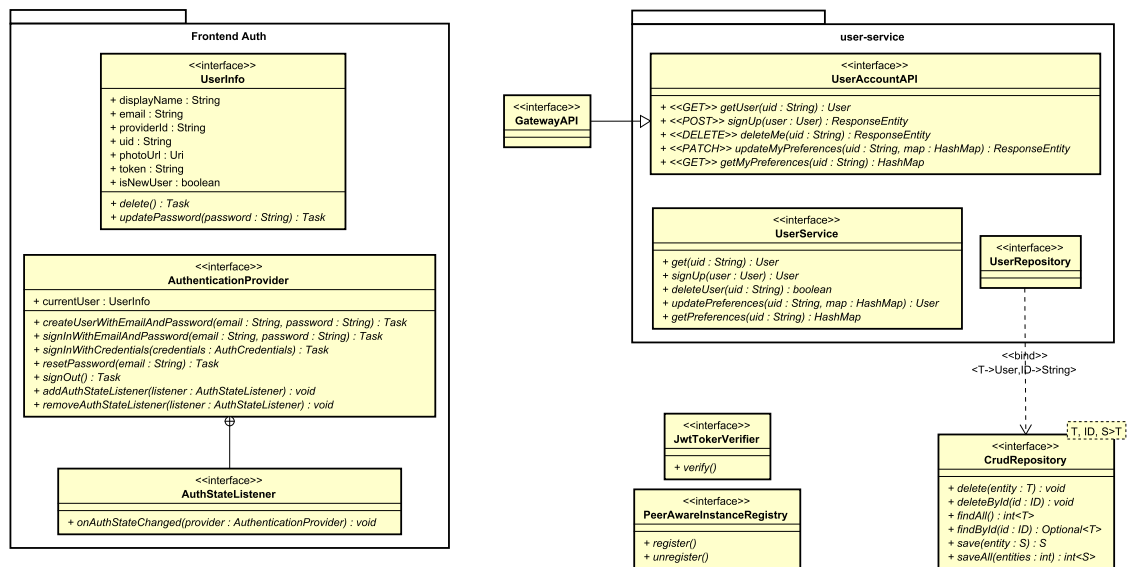 Frontend Auth
<<interface>>
UserInfo
+ displayName : String
+ email : String
+ providerId : String
+ uid : String
+ photoUrl : Uri
+ token : String
+ isNewUser : boolean
+ delete() : Task
+ updatePassword(password : String) : Task
<<interface>>
AuthenticationProvider
+ currentUser : UserInfo
+ createUserWithEmailAndPassword(email : String, password : String) : Task
+ signInWithEmailAndPassword(email : String, password : String) : Task
+ signInWithCredentials(credentials : AuthCredentials) : Task
+ resetPassword(email : String) : Task
+ signOut() : Task
+ addAuthStateListener(listener : AuthStateListener) : void
+ removeAuthStateListener(listener : AuthStateListener) : void
<<interface>>
AuthStateListener
+ onAuthStateChanged(provider : AuthenticationProvider) : void
<<interface>>
GatewayAPI
user-service
<<interface>>
UserAccountAPI
+ <<GET>> getUser(uid : String) : User
+ <<POST>> signUp(user : User) : ResponseEntity
+ <<DELETE>> deleteMe(uid : String) : ResponseEntity
+ <<PATCH>> updateMyPreferences(uid : String, map : HashMap) : ResponseEntity
+ <<GET>> getMyPreferences(uid : String) : HashMap
<<interface>>
UserService
+ get(uid : String) : User
+ signUp(user : User) : User
+ deleteUser(uid : String) : boolean
+ updatePreferences(uid : String, map : HashMap) : User
+ getPreferences(uid : String) : HashMap
<<interface>>
UserRepository
<<bind>>
<T->User,ID->String>
<<interface>>
JwtTokerVerifier
+ verify()
<<interface>>
PeerAwareInstanceRegistry
+ register()
+ unregister()
T, ID, S>T
<<interface>>
CrudRepository
+ delete(entity : T) : void
+ deleteById(id : ID) : void
+ findAll() : int<T>
+ findById(id : ID) : Optional<T>
+ save(entity : S) : S
+ saveAll(entities : int) : int<S>